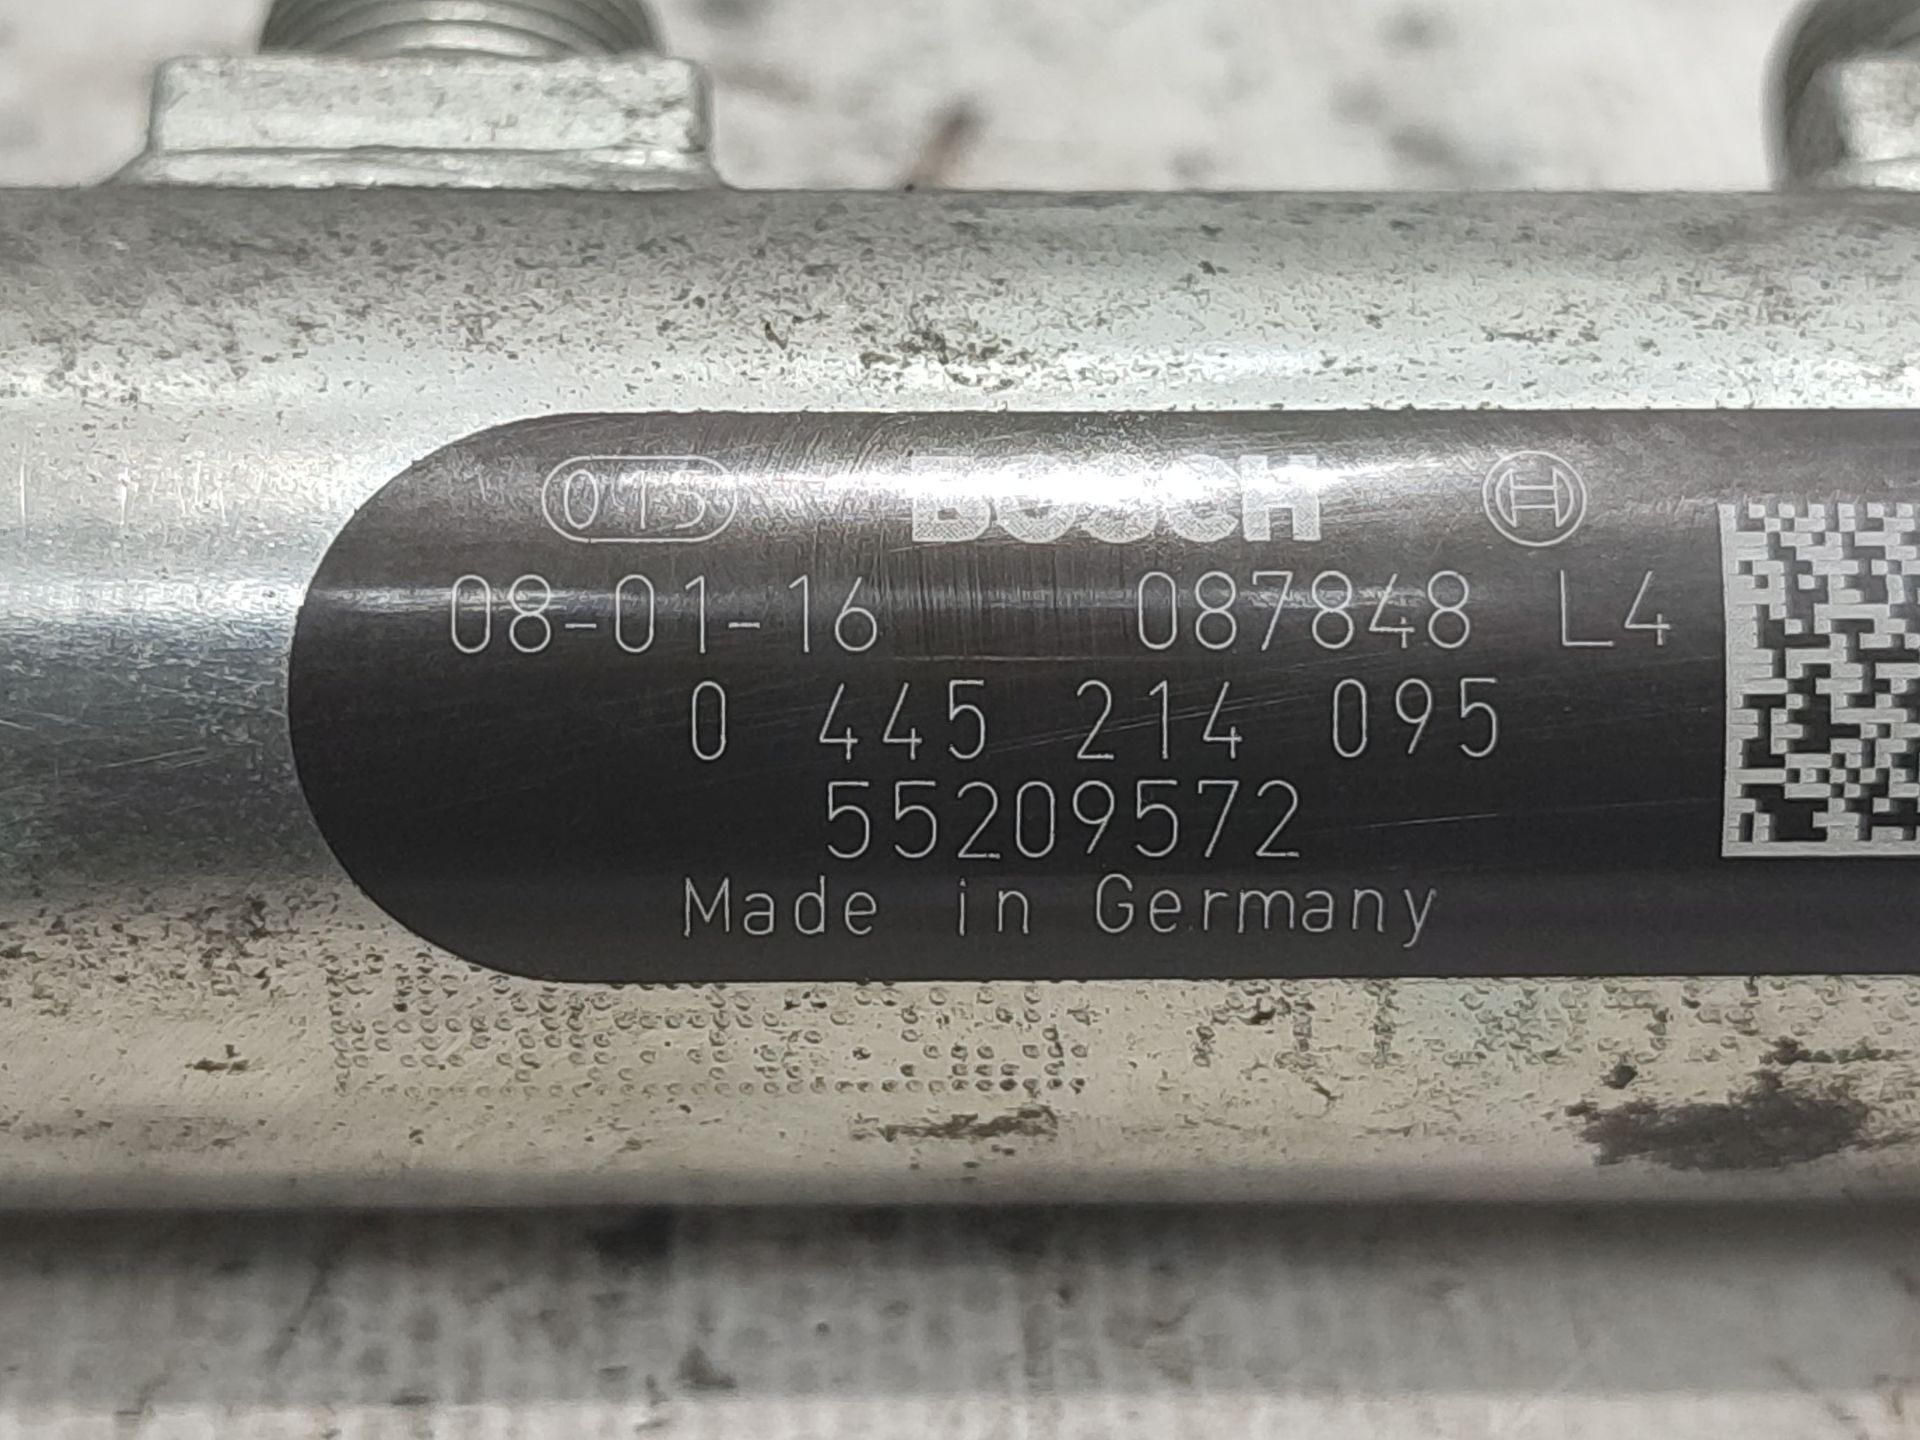 015 BOSCH
08-01-16 087848 L4
0 445 214 095
55209572
Made in Germany